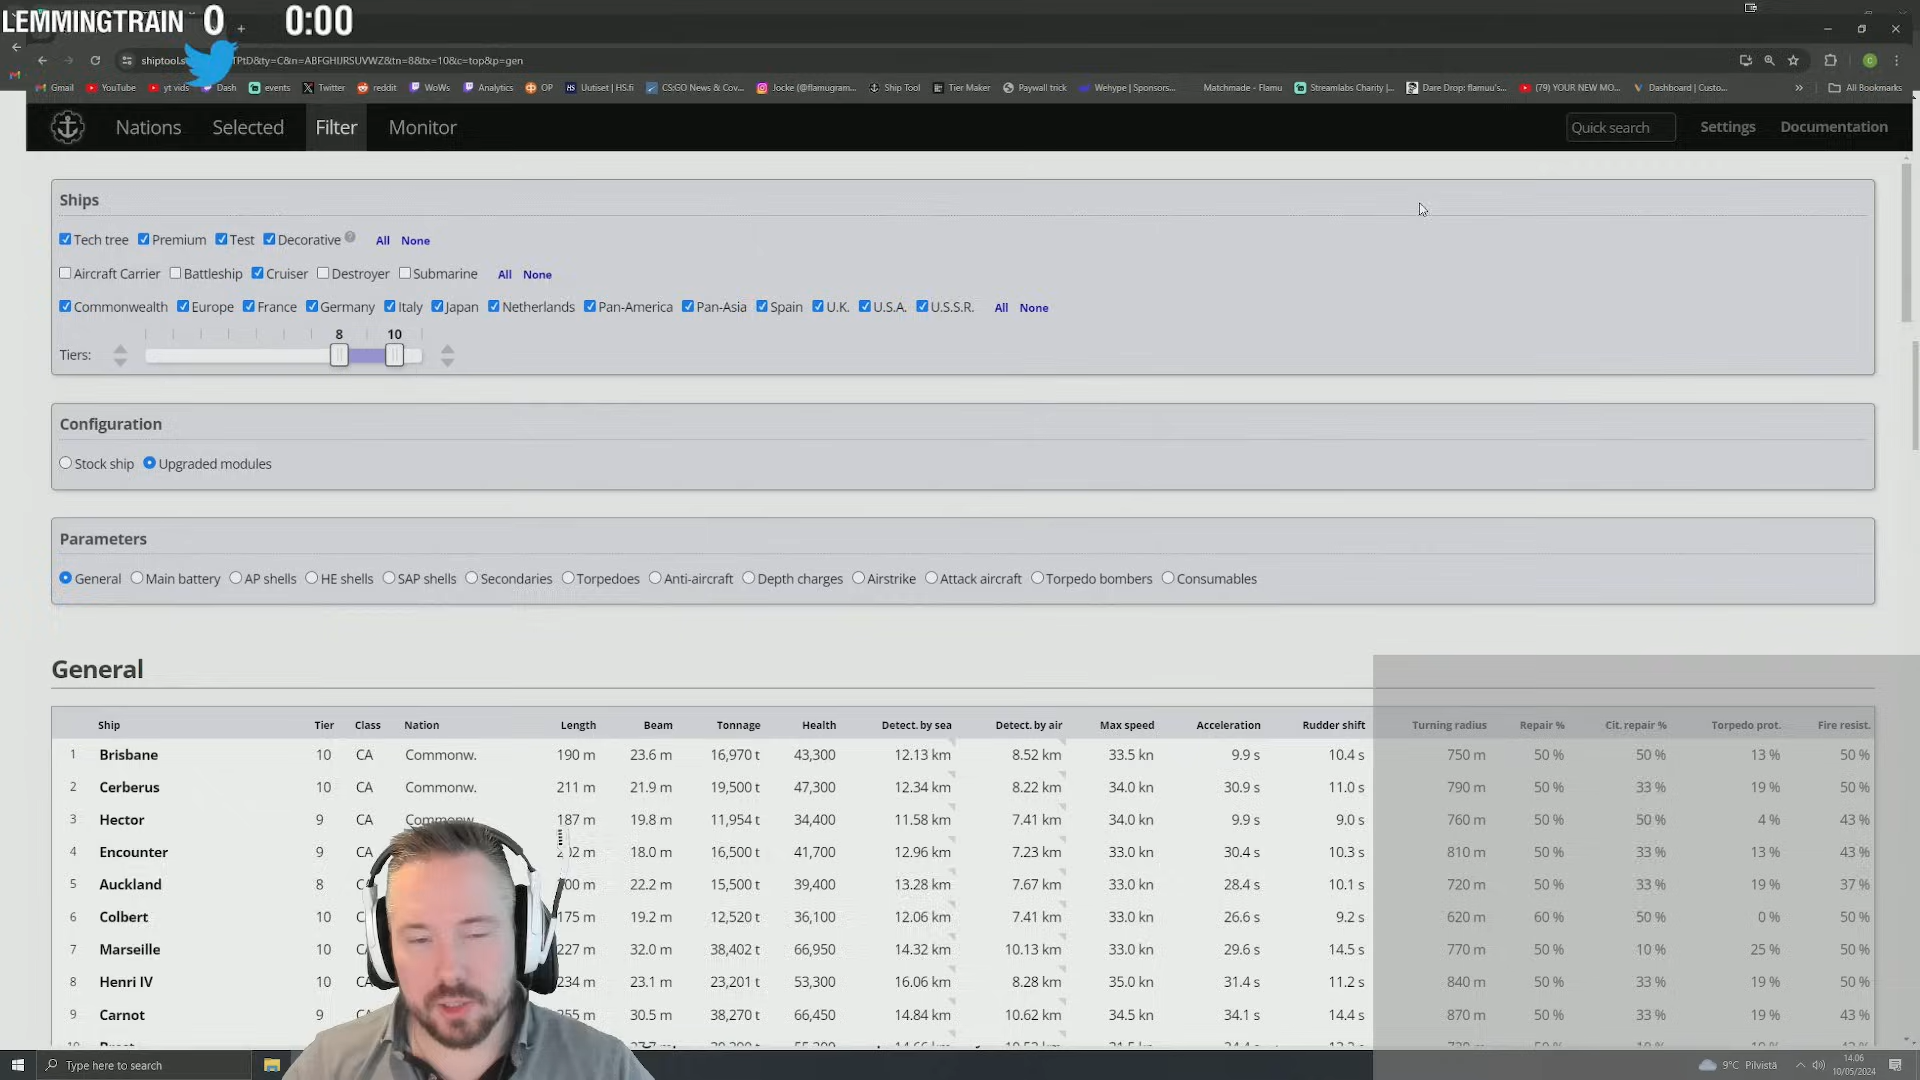 LEMMINGTRAIN 0 0:00
TPtD&ty=C&n=ABFGHIJRSUVWZ&tn=8&tx=10&c=top&p=gen
Gmail YouTube yt vids Dash events Twitter reddit WoWs Analytics OP Uutiset | HS.fi CS:GO News & Cov... Jocke (@flamugram... Ship Tool Tier Maker Paywall trick Wehype | Sponsors... Matchmade - Flamu Streamlabs Charity |... Dare Drop: flamuu's... (79) YOUR NEW MO... Dashboard | Custo... » All Bookmarks
Nations Selected Filter Monitor Quick search Settings Documentation
Ships
Tech tree Premium Test Decorative ? All None
Aircraft Carrier Battleship Cruiser Destroyer Submarine All None
Commonwealth Europe France Germany Italy Japan Netherlands Pan-America Pan-Asia Spain U.K. U.S.A. U.S.S.R. All None
8 10
Tiers:
Configuration
Stock ship Upgraded modules
Parameters
General Main battery AP shells HE shells SAP shells Secondaries Torpedoes Anti-aircraft Depth charges Airstrike Attack aircraft Torpedo bombers Consumables
General
Ship Tier Class Nation Length Beam Tonnage Health Detect. by sea Detect. by air Max speed Acceleration Rudder shift Turning radius Repair % Cit. repair % Torpedo prot. Fire resist.
1 Brisbane 10 CA Commonw. 190 m 23.6 m 16,970 t 43,300 12.13 km 8.52 km 33.5 kn 9.9 s 10.4 s 750 m 50 % 50 % 13 % 50 %
2 Cerberus 10 CA Commonw. 211 m 21.9 m 19,500 t 47,300 12.34 km 8.22 km 34.0 kn 30.9 s 11.0 s 790 m 50 % 33 % 19 % 50 %
3 Hector 9 CA Commonw. 187 m 19.8 m 11,954 t 34,400 11.58 km 7.41 km 34.0 kn 9.9 s 9.0 s 760 m 50 % 50 % 4 % 43 %
4 Encounter 9 CA 18.0 m 16,500 t 41,700 12.96 km 7.23 km 33.0 kn 30.4 s 10.3 s 810 m 50 % 33 % 13 % 43 %
5 Auckland 8 22.2 m 15,500 t 39,400 13.28 km 7.67 km 33.0 kn 28.4 s 10.1 s 720 m 50 % 33 % 19 % 37 %
6 Colbert 10 175 m 19.2 m 12,520 t 36,100 12.06 km 7.41 km 33.0 kn 26.6 s 9.2 s 620 m 60 % 50 % 0 % 50 %
7 Marseille 10 227 m 32.0 m 38,402 t 66,950 14.32 km 10.13 km 33.0 kn 29.6 s 14.5 s 770 m 50 % 10 % 25 % 50 %
8 Henri IV 10 CA 234 m 23.1 m 23,201 t 53,300 16.06 km 8.28 km 35.0 kn 31.4 s 11.2 s 840 m 50 % 33 % 19 % 50 %
9 Carnot 9 30.5 m 38,270 t 66,450 14.84 km 10.62 km 34.5 kn 34.1 s 14.4 s 870 m 50 % 33 % 19 % 43 %
Type here to search 9°C Pilvistä 14.06
10/05/2024